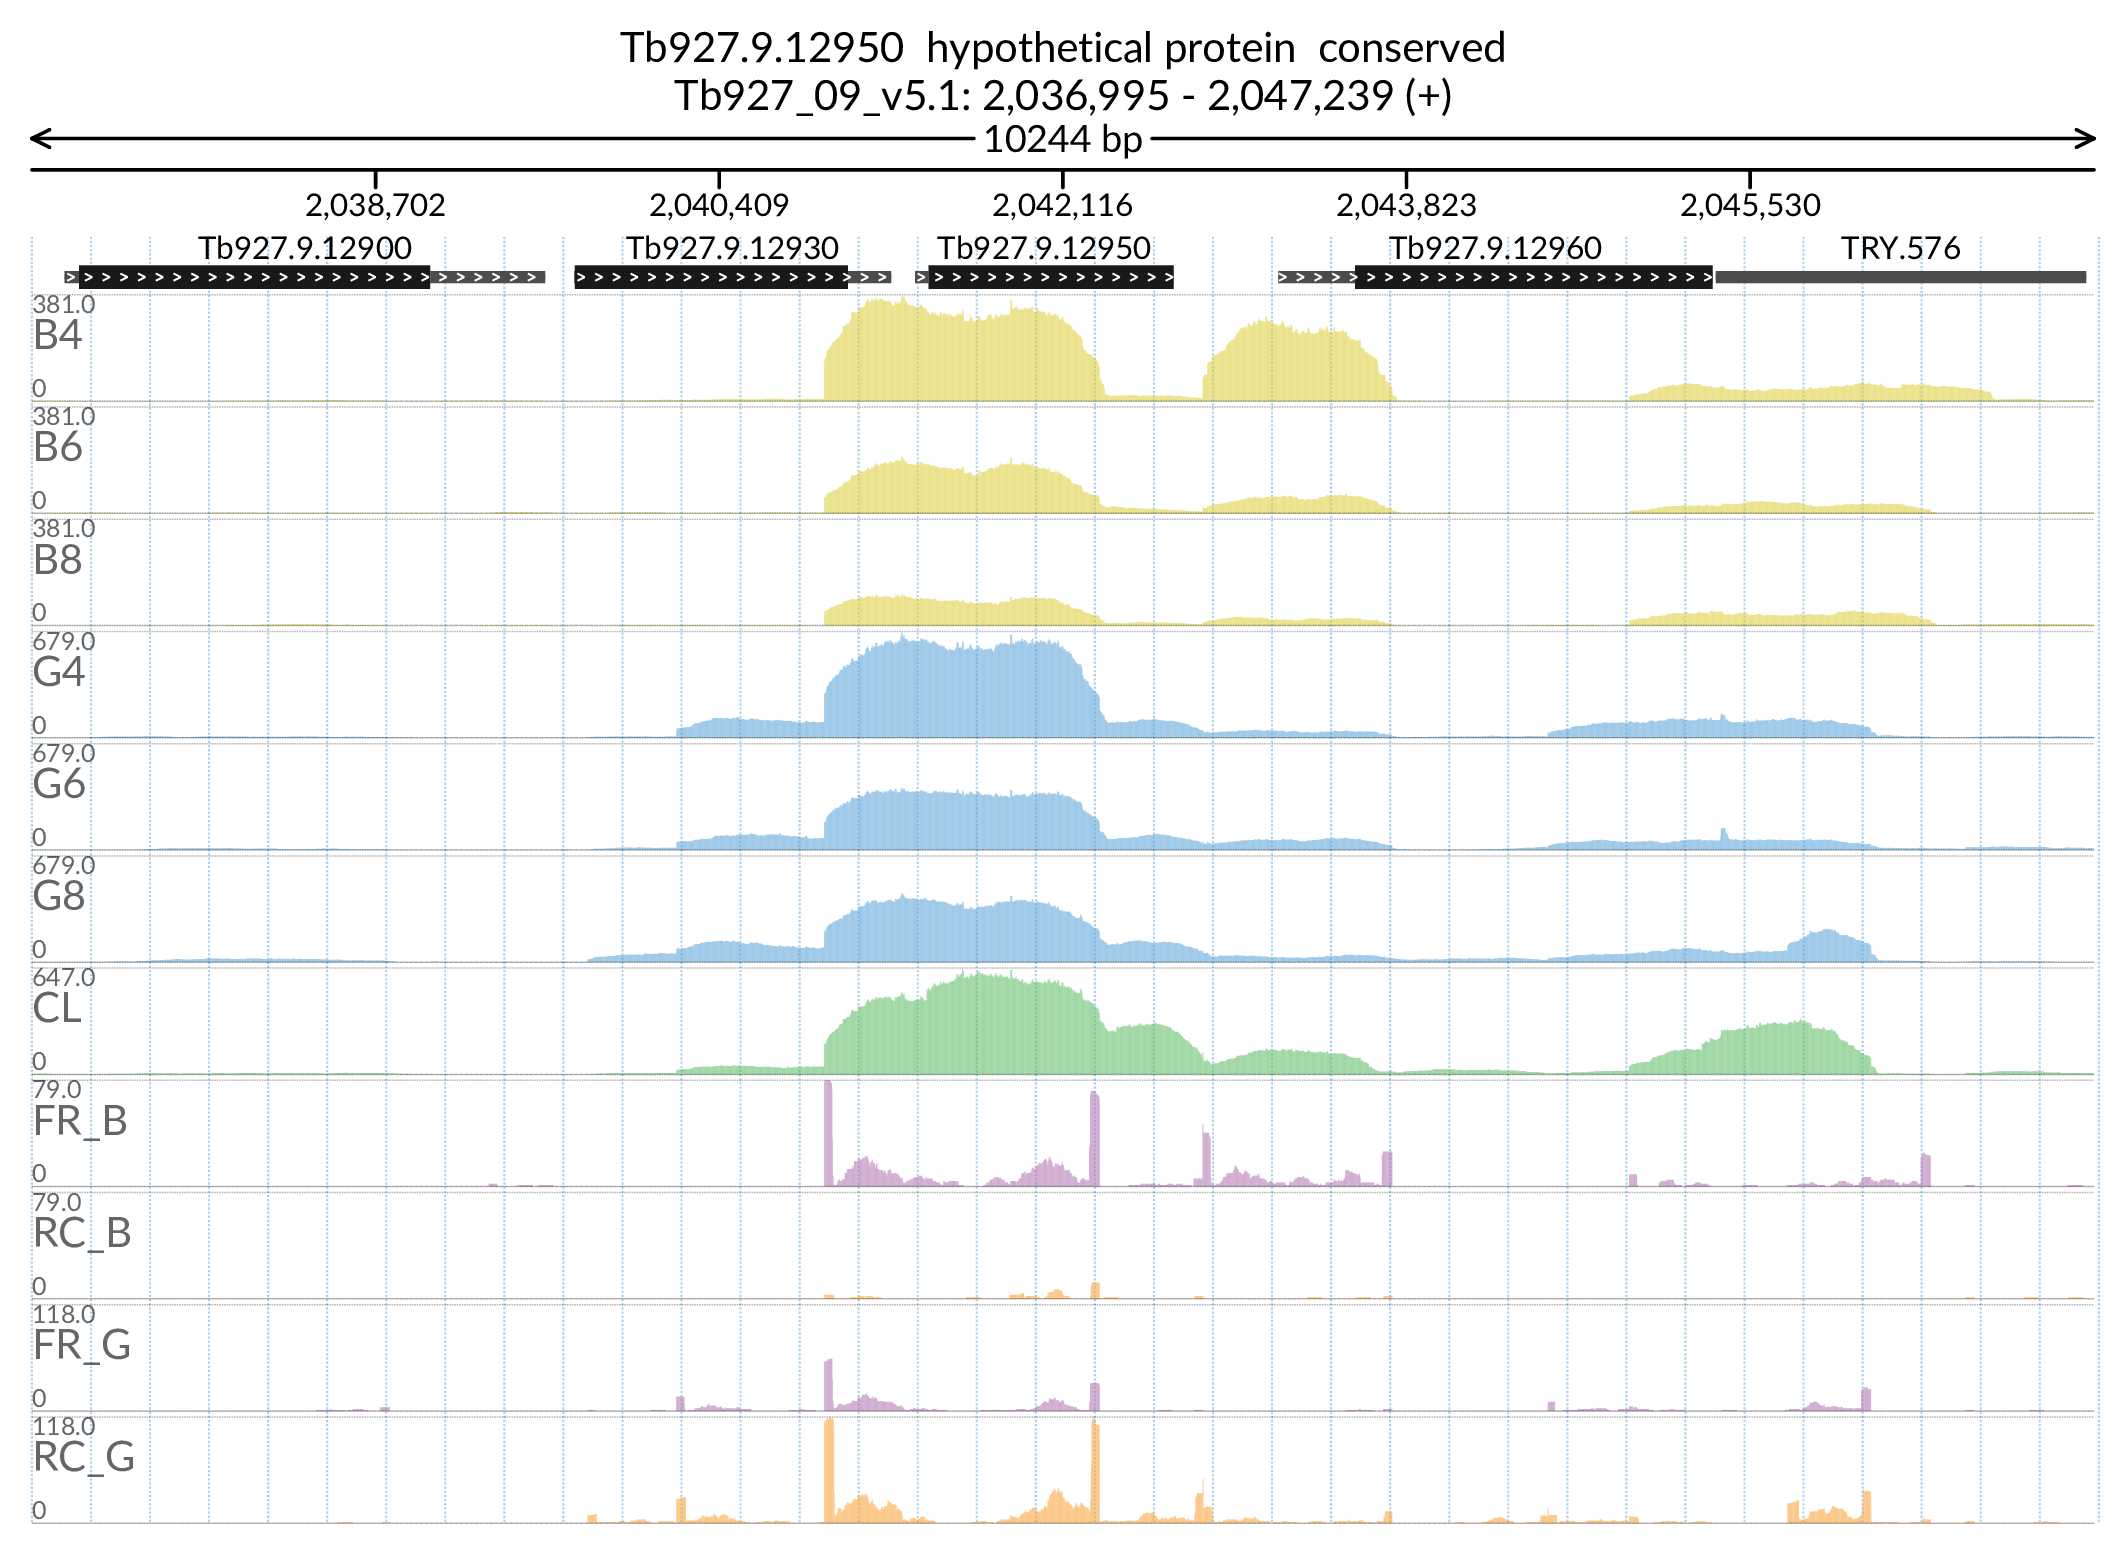 Tb927.9.12950  hypothetical protein  conserved
Tb927_09_v5.1: 2,036,995 - 2,047,239 (+)
10244 bp
2,038,702 2,040,409 2,042,116 2,043,823 2,045,530
Tb927.9.12900 Tb927.9.12930 Tb927.9.12950 Tb927.9.12960 TRY.576
381.0
B4
0
381.0
B6
0
381.0
B8
0
679.0
G4
0
679.0
G6
0
679.0
G8
0
647.0
CL
0
79.0
FR_B
0
79.0
RC_B
0
118.0
FR_G
0
118.0
RC_G
0